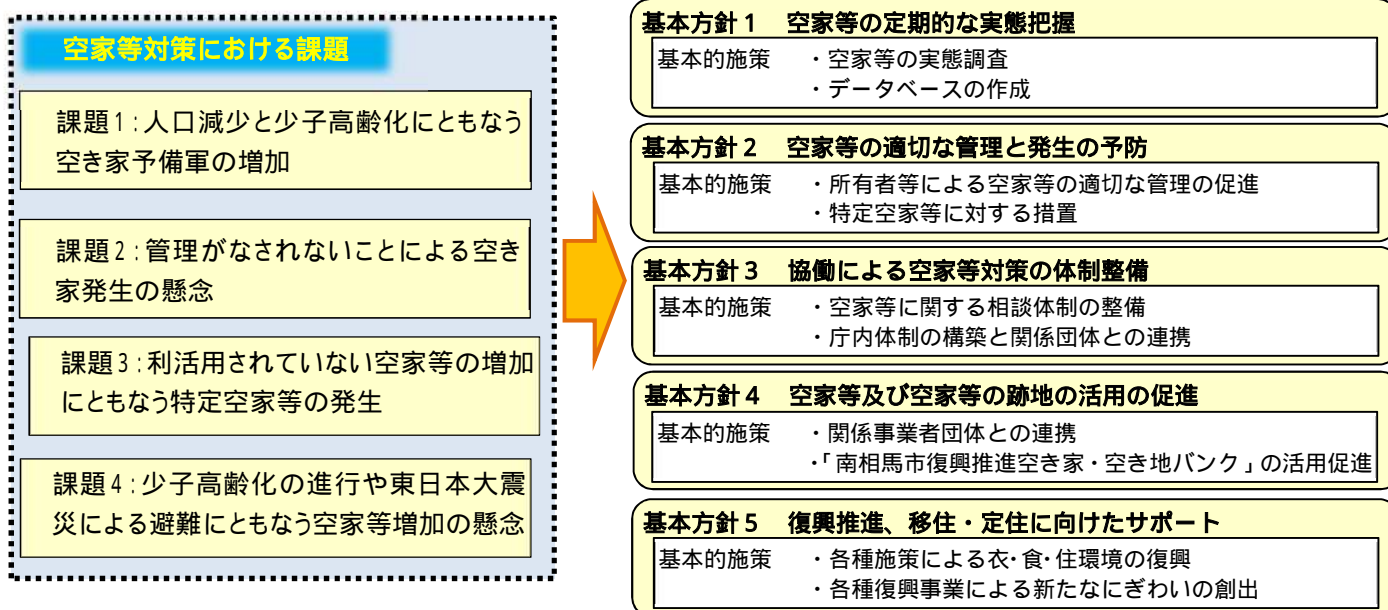 空家等対策における課題
課題1:人口減少と少子高齢化にともなう
空き家予備軍の増加
課題2:管理がなされないことによる空き
家発生の懸念
課題3:利活用されていない空家等の増加
にともなう特定空家等の発生
課題4:少子高齢化の進行や東日本大震
災による避難にともなう空家等増加の懸念
基本方針1 空家等の定期的な実態把握
基本的施策 ・空家等の実態調査
・データベースの作成
基本方針2 空家等の適切な管理と発生の予防
基本的施策 ・所有者等による空家等の適切な管理の促進
・特定空家等に対する措置
基本方針3 協働による空家等対策の体制整備
基本的施策 ・空家等に関する相談体制の整備
・庁内体制の構築と関係団体との連携
基本方針4 空家等及び空家等の跡地の活用の促進
基本的施策 ・関係事業者団体との連携
・「南相馬市復興推進空き家・空き地バンク」の活用促進
基本方針5 復興推進、移住・定住に向けたサポート
基本的施策 ・各種施策による衣・食・住環境の復興
・各種復興事業による新たなにぎわいの創出